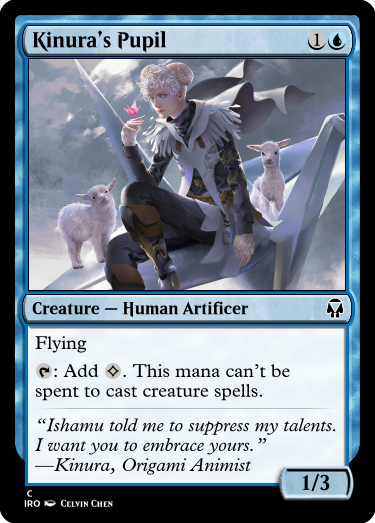 Kinura's Pupil 1
Creature — Human Artificer
Flying
: Add . This mana can't be
spent to cast creature spells.
"Ishamu told me to suppress my talents.
I want you to embrace yours."
—Kinura, Origami Animist
1/3
C
IRO Celvin Chen